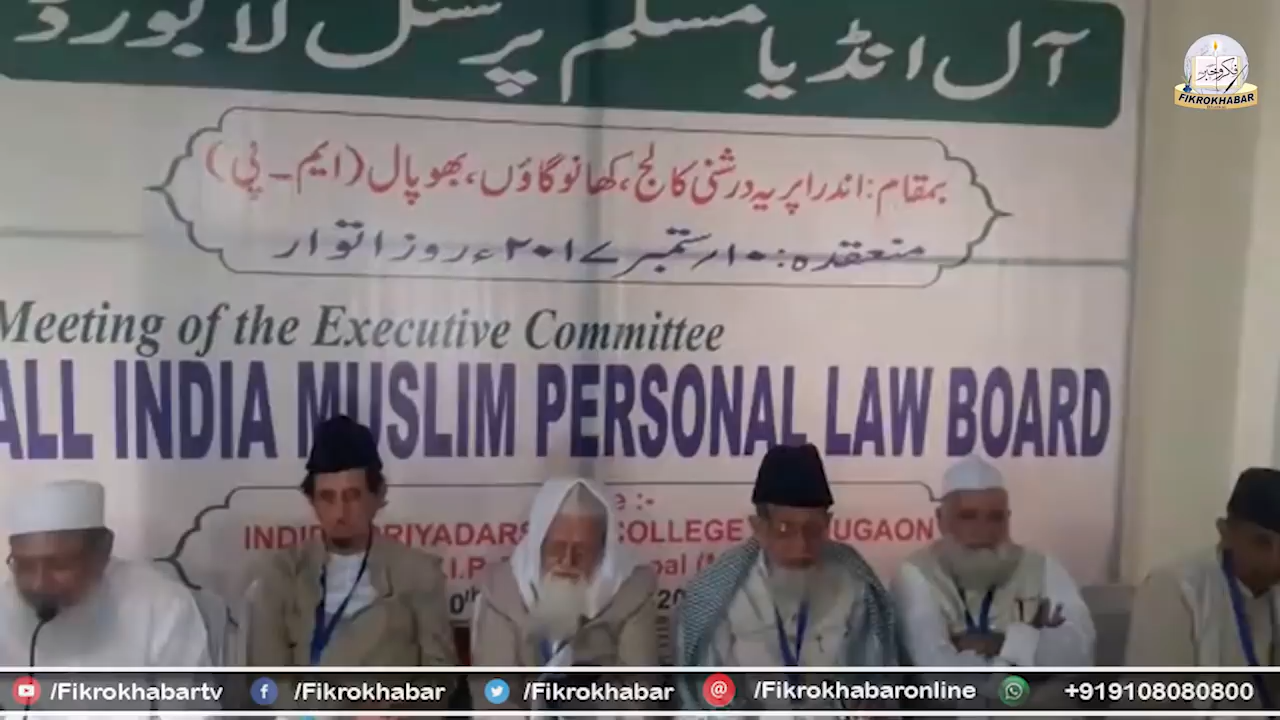 آل انڈیا مسلم پرسنل لا بورڈ
FIKROKHABAR
بمقام: اندرا پریہ درشنی کالج، کھانوگاؤں، بھوپال (ایم ـ پی)
منعقدہ: ۱۰؍ستمبر ۲۰۱۷ء روز اتوار
Meeting of the Executive Committee
ALL INDIA MUSLIM PERSONAL LAW BOARD
e :-
COLLEGE
/Fikrokhabartv /Fikrokhabar /Fikrokhabar /Fikrokhabaronline +919108080800